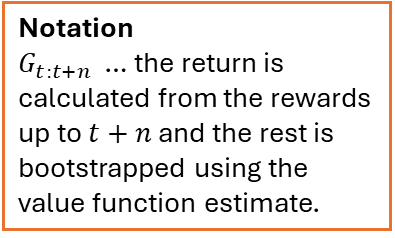 Notation
Gₜ:ₜ₊ₙ … the return is
calculated from the rewards
up to t + n and the rest is
bootstrapped using the
value function estimate.